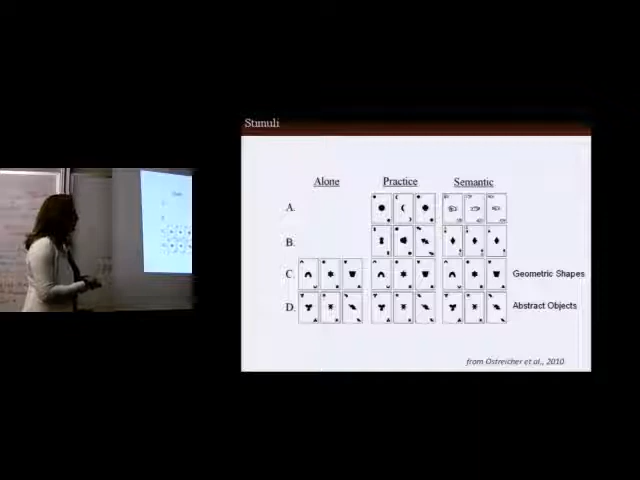 Stimuli
Alone Practice Semantic
A.
B.
C. Geometric Shapes
D. Abstract Objects
from Ostreicher et al., 2010